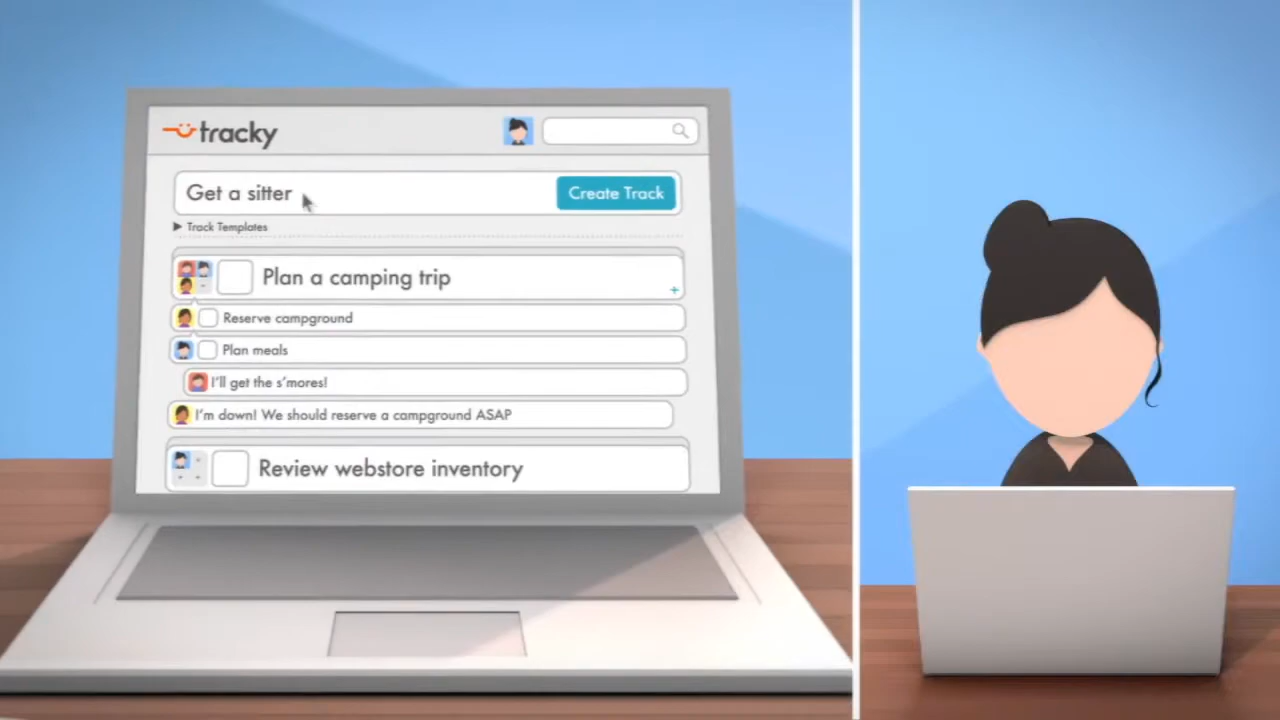 tracky
Get a sitter
Create Track
Track Templates
Plan a camping trip
Reserve campground
Plan meals
I'll get the s'mores!
I'm down! We should reserve a campground ASAP
Review webstore inventory